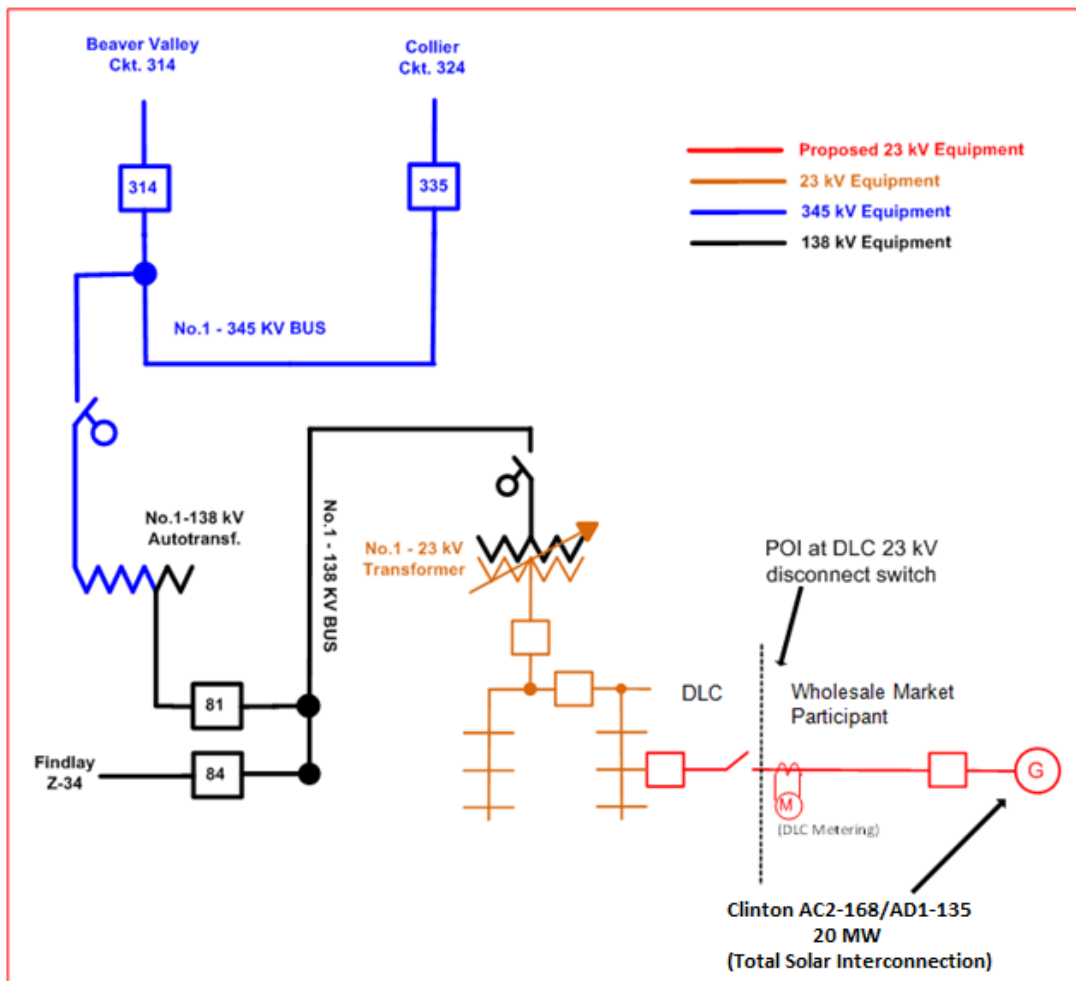 Beaver Valley
Ckt. 314
Collier
Ckt. 324
314
335
Proposed 23 kV Equipment
23 kV Equipment
345 kV Equipment
138 kV Equipment
No.1 - 345 KV BUS
No.1-138 kV
Autotransf.
No.1 - 138 KV BUS
No.1 - 23 kV
Transformer
POI at DLC 23 kV
disconnect switch
81
84
Findlay
Z-34
DLC
Wholesale Market
Participant
M
(DLC Metering)
G
Clinton AC2-168/AD1-135
20 MW
(Total Solar Interconnection)